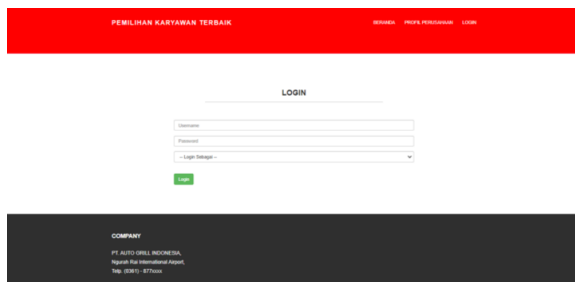 PEMILIHAN KARYAWAN TERBAIK
BERANDA PROFIL PERUSAHAAN LOGIN
LOGIN
Username
Password
-- Login Sebagai --
Login
COMPANY
PT. AUTO GRILL INDONESIA,
Ngurah Rai International Airport,
Telp. (0361) - 877xxxx